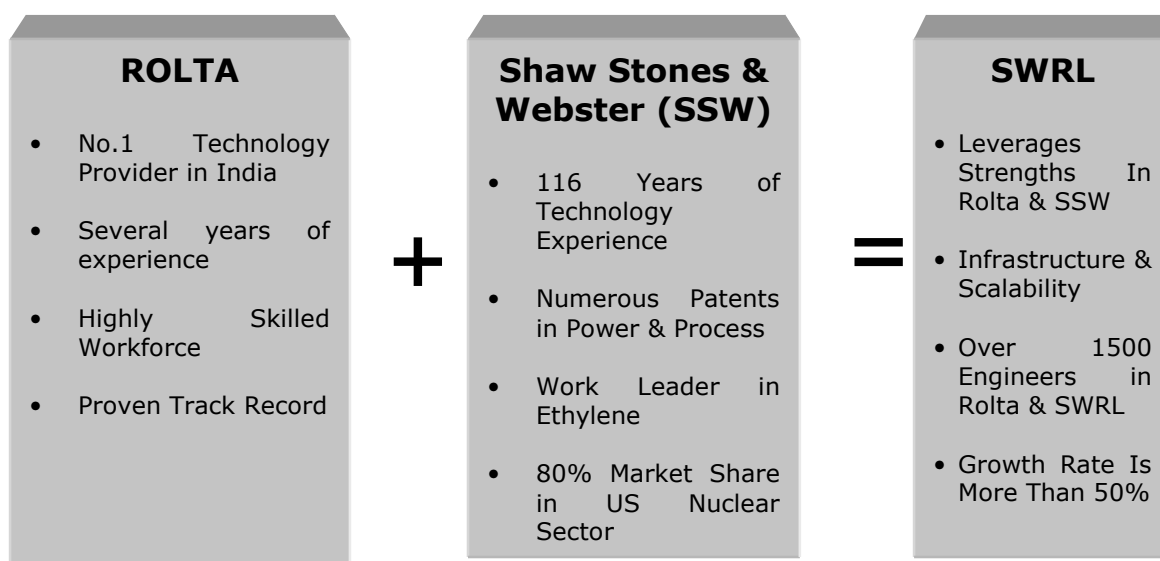 ROLTA
• No.1 Technology
Provider in India
• Several years of
experience
• Highly Skilled
Workforce
• Proven Track Record
+
Shaw Stones &
Webster (SSW)
• 116 Years of
Technology
Experience
• Numerous Patents
in Power & Process
• Work Leader in
Ethylene
• 80% Market Share
in US Nuclear
Sector
=
SWRL
• Leverages
Strengths In
Rolta & SSW
• Infrastructure &
Scalability
• Over 1500
Engineers in
Rolta & SWRL
• Growth Rate Is
More Than 50%